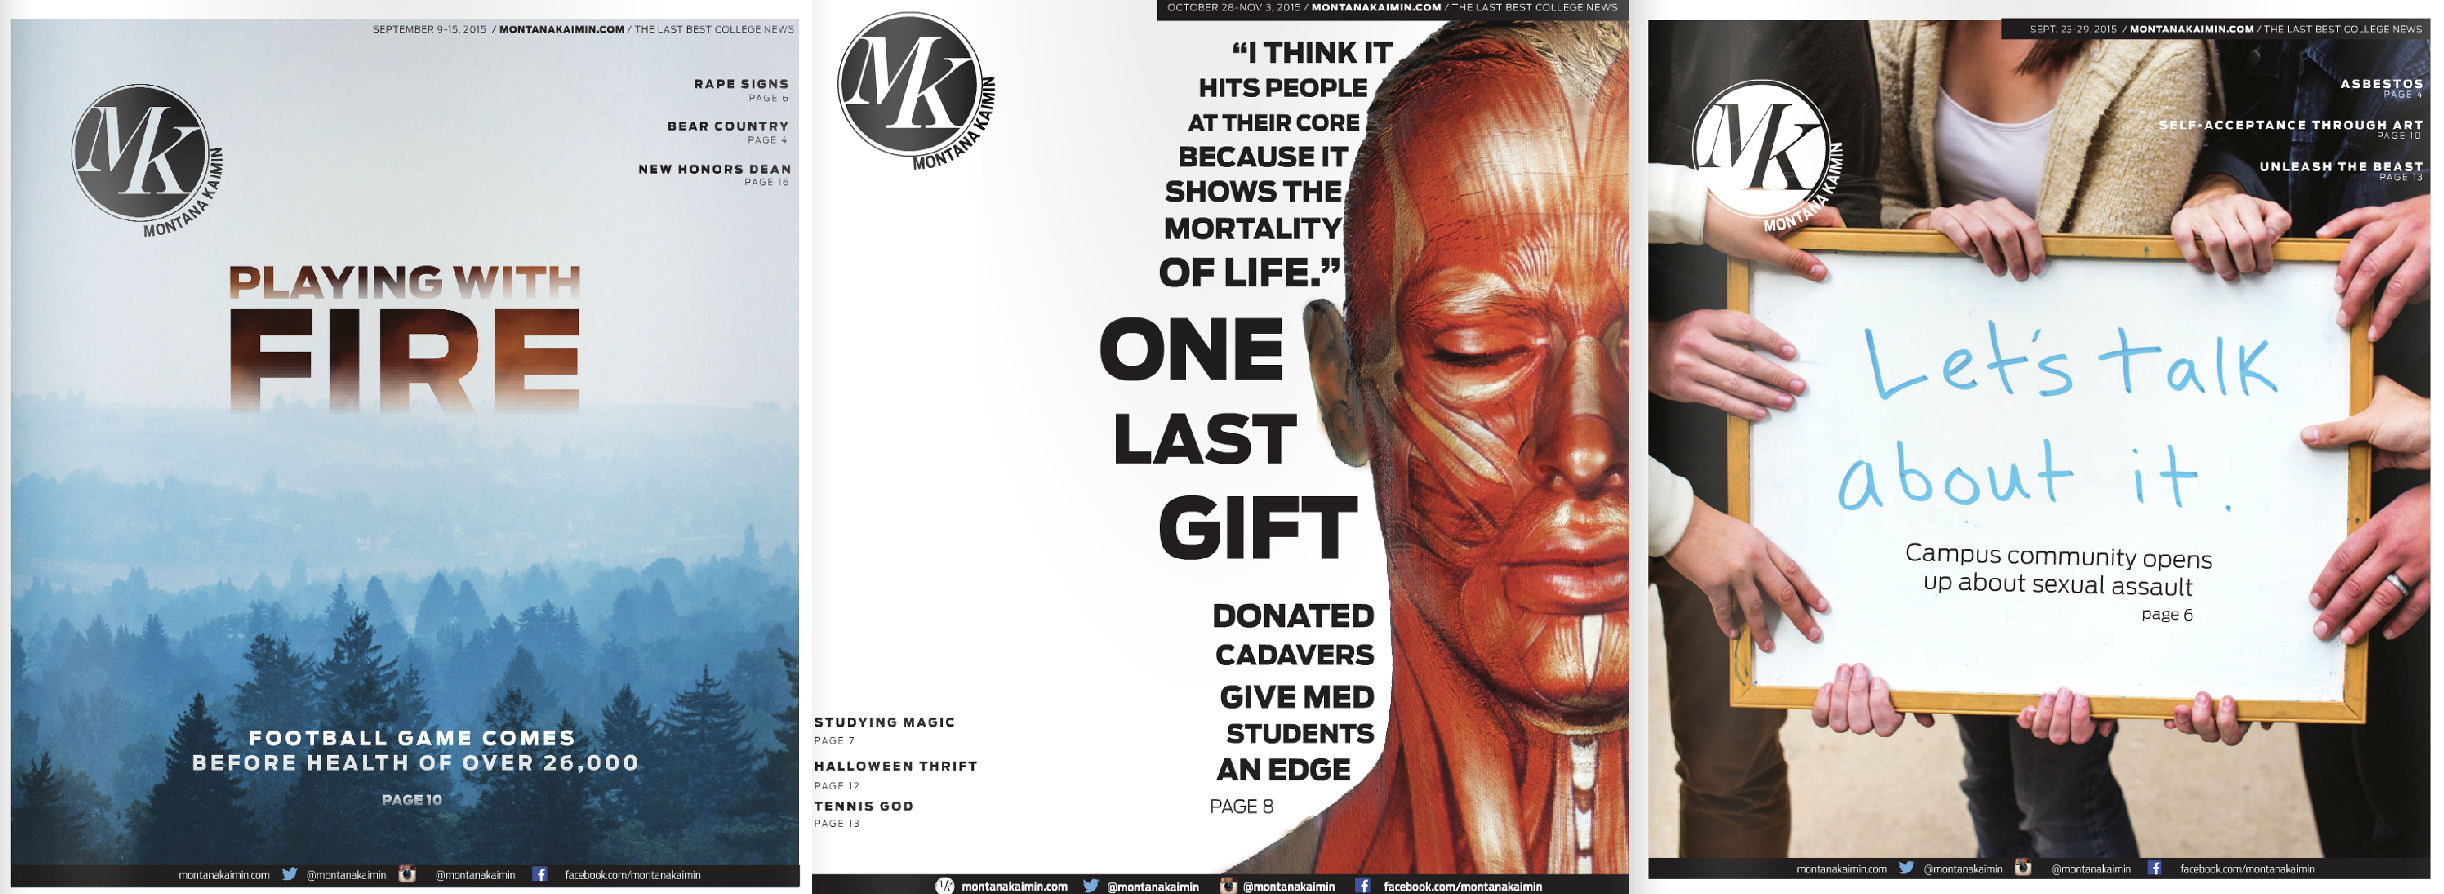 SEPTEMBER 9-15, 2015 / MONTANAKAIMIN.COM / THE LAST BEST COLLEGE NEWS
MK
MONTANA KAIMIN
RAPE SIGNS
PAGE 6
BEAR COUNTRY
PAGE 4
NEW HONORS DEAN
PAGE 16
PLAYING WITH
FIRE
FOOTBALL GAME COMES
BEFORE HEALTH OF OVER 26,000
PAGE 10
montanakaimin.com @montanakaimin @montanakaimin facebook.com/montanakaimin
OCTOBER 28-NOV 3, 2015 / MONTANAKAIMIN.COM / THE LAST BEST COLLEGE NEWS
MK
MONTANA KAIMIN
“I THINK IT
HITS PEOPLE
AT THEIR CORE
BECAUSE IT
SHOWS THE
MORTALITY
OF LIFE.”
ONE
LAST
GIFT
DONATED
CADAVERS
GIVE MED
STUDENTS
AN EDGE
PAGE 8
STUDYING MAGIC
PAGE 7
HALLOWEEN THRIFT
PAGE 12
TENNIS GOD
PAGE 13
MK montanakaimin.com @montanakaimin @montanakaimin facebook.com/montanakaimin
SEPT. 23-29, 2015 / MONTANAKAIMIN.COM / THE LAST BEST COLLEGE NEWS
MK
MONTANA KAIMIN
ASBESTOS
PAGE 4
SELF-ACCEPTANCE THROUGH ART
PAGE 10
UNLEASH THE BEAST
PAGE 13
Let's talk
about it.
Campus community opens
up about sexual assault
page 6
montanakaimin.com @montanakaimin @montanakaimin facebook.com/montanakaimin